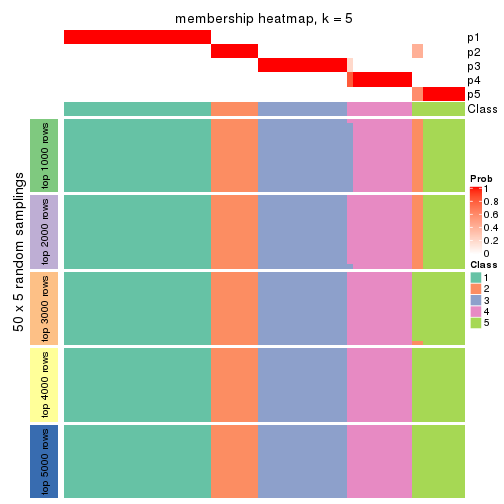 membership heatmap, k = 5
p1
p2
p3
p4
p5
Class
50 x 5 random samplings
top 1000 rows
top 2000 rows
top 3000 rows
top 4000 rows
top 5000 rows
Prob
1
0.8
0.6
0.4
0.2
0
Class
1
2
3
4
5